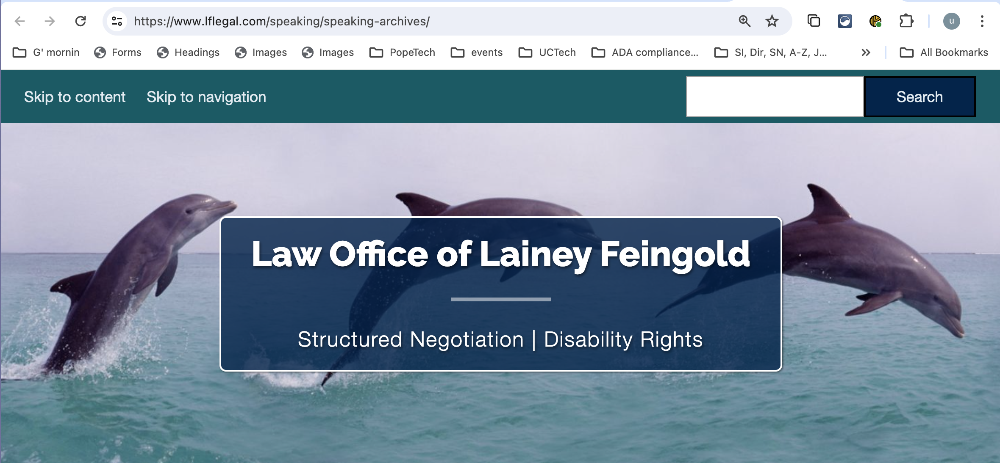 https://www.lflegal.com/speaking/speaking-archives/
u
G' mornin Forms Headings Images Images PopeTech events UCTech ADA compliance... SI, Dir, SN, A-Z, J... All Bookmarks
Skip to content Skip to navigation Search
Law Office of Lainey Feingold
Structured Negotiation | Disability Rights